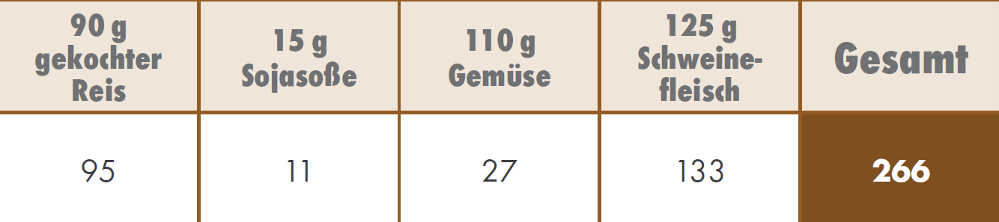 90 g
gekochter
Reis
15 g
Sojasoße
110 g
Gemüse
125 g
Schweine-
fleisch
Gesamt
95
11
27
133
266